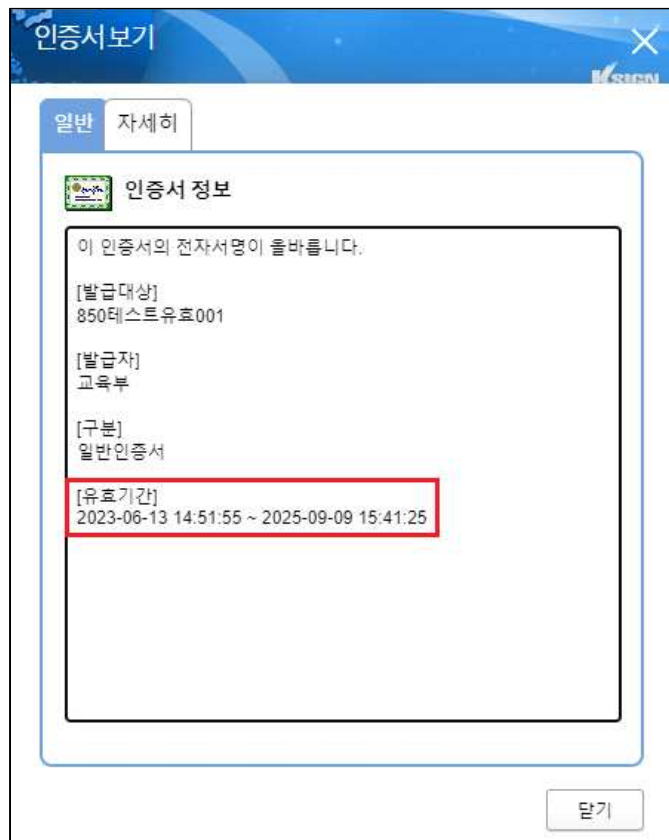 인증서보기
KSIGN
일반 자세히
인증서 정보
이 인증서의 전자서명이 올바릅니다.
[발급대상]
850테스트유효001
[발급자]
교육부
[구분]
일반인증서
[유효기간]
2023-06-13 14:51:55 ~ 2025-09-09 15:41:25
닫기